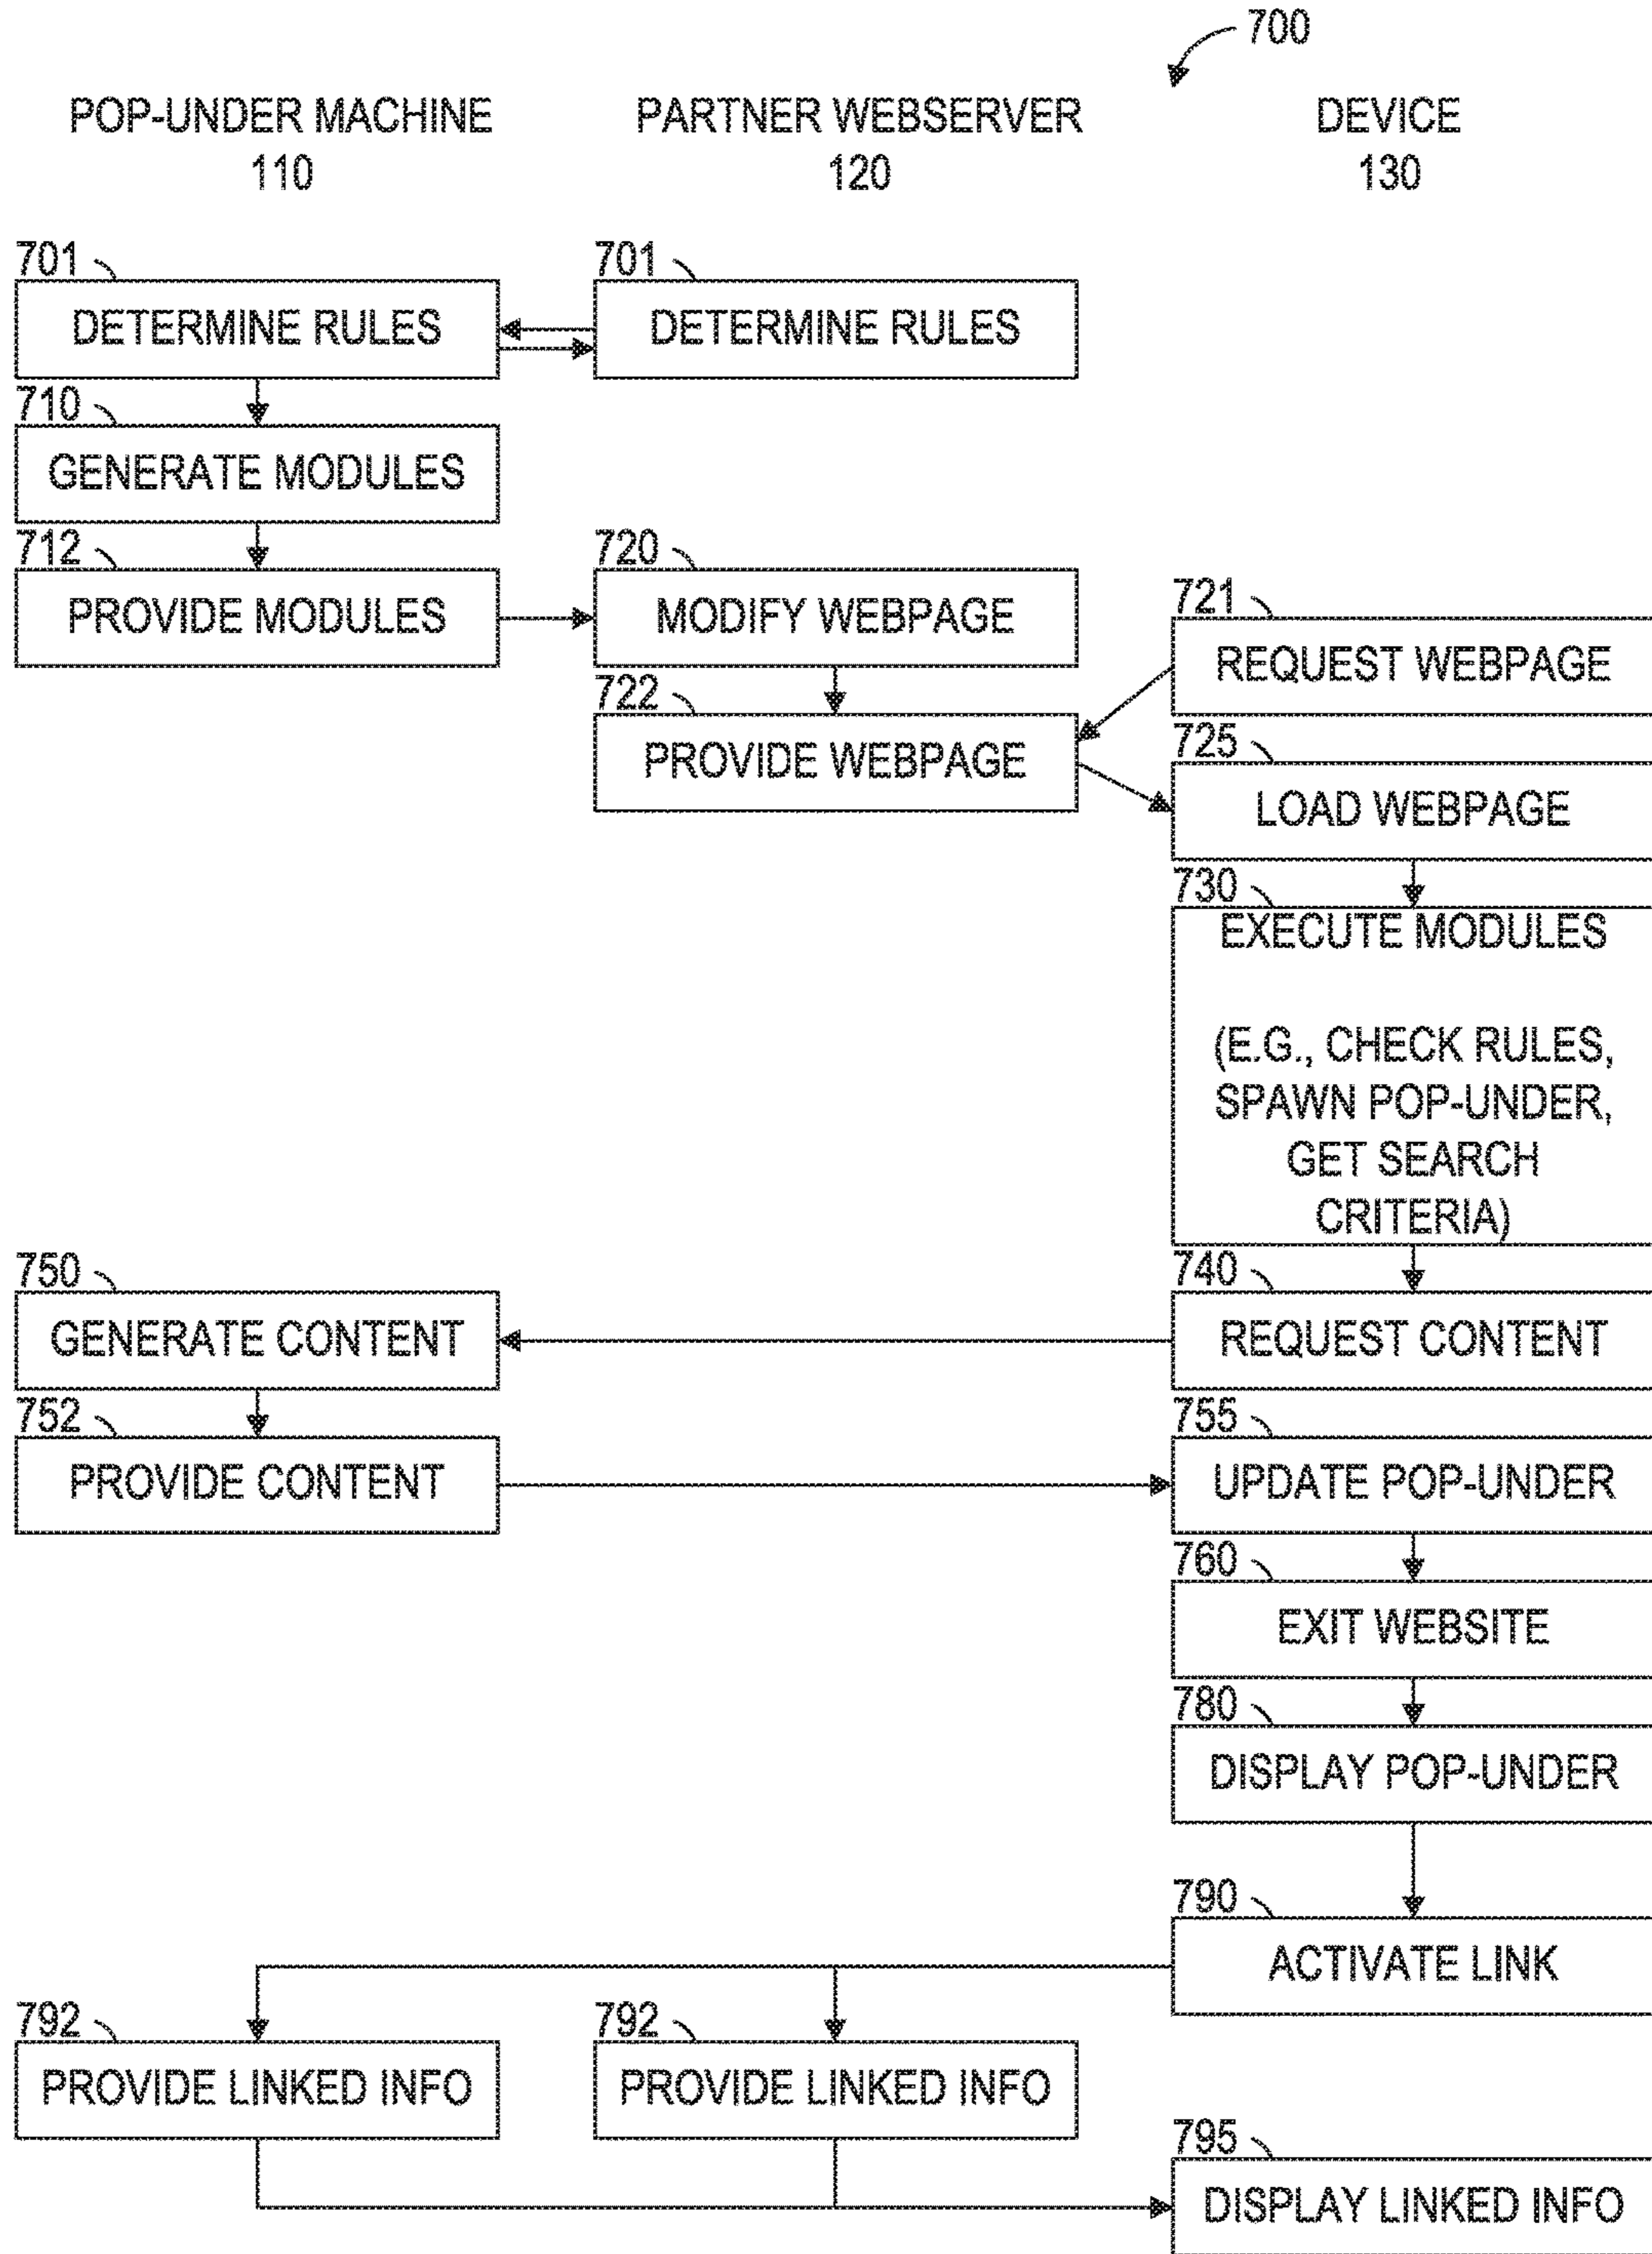 700
POP-UNDER MACHINE
110
PARTNER WEBSERVER
120
DEVICE
130
701
DETERMINE RULES
701
DETERMINE RULES
710
GENERATE MODULES
712
PROVIDE MODULES
720
MODIFY WEBPAGE
721
REQUEST WEBPAGE
722
PROVIDE WEBPAGE
725
LOAD WEBPAGE
730
EXECUTE MODULES
(E.G., CHECK RULES,
SPAWN POP-UNDER,
GET SEARCH
CRITERIA)
750
GENERATE CONTENT
740
REQUEST CONTENT
752
PROVIDE CONTENT
755
UPDATE POP-UNDER
760
EXIT WEBSITE
780
DISPLAY POP-UNDER
790
ACTIVATE LINK
792
PROVIDE LINKED INFO
792
PROVIDE LINKED INFO
795
DISPLAY LINKED INFO